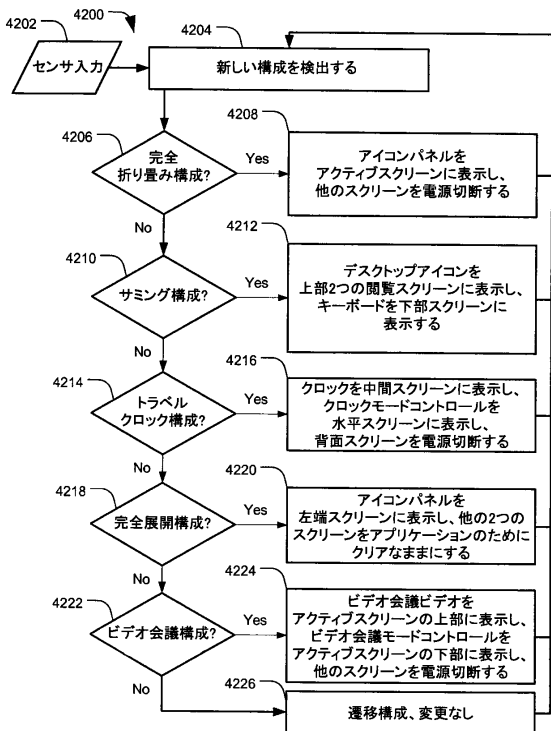 4200
4202
センサ入力
4204
新しい構成を検出する
4206
完全
折り畳み構成?
Yes
No
4208
アイコンパネルを
アクティブスクリーンに表示し、
他のスクリーンを電源切断する
4210
サミング構成?
Yes
No
4212
デスクトップアイコンを
上部2つの閲覧スクリーンに表示し、
キーボードを下部スクリーンに
表示する
4214
トラベル
クロック構成?
Yes
No
4216
クロックを中間スクリーンに表示し、
クロックモードコントロールを
水平スクリーンに表示し、
背面スクリーンを電源切断する
4218
完全展開構成?
Yes
No
4220
アイコンパネルを
左端スクリーンに表示し、他の2つの
スクリーンをアプリケーションのために
クリアなままにする
4222
ビデオ会議構成?
Yes
No
4224
ビデオ会議ビデオを
アクティブスクリーンの上部に表示し、
ビデオ会議モードコントロールを
アクティブスクリーンの下部に表示し、
他のスクリーンを電源切断する
4226
遷移構成、変更なし